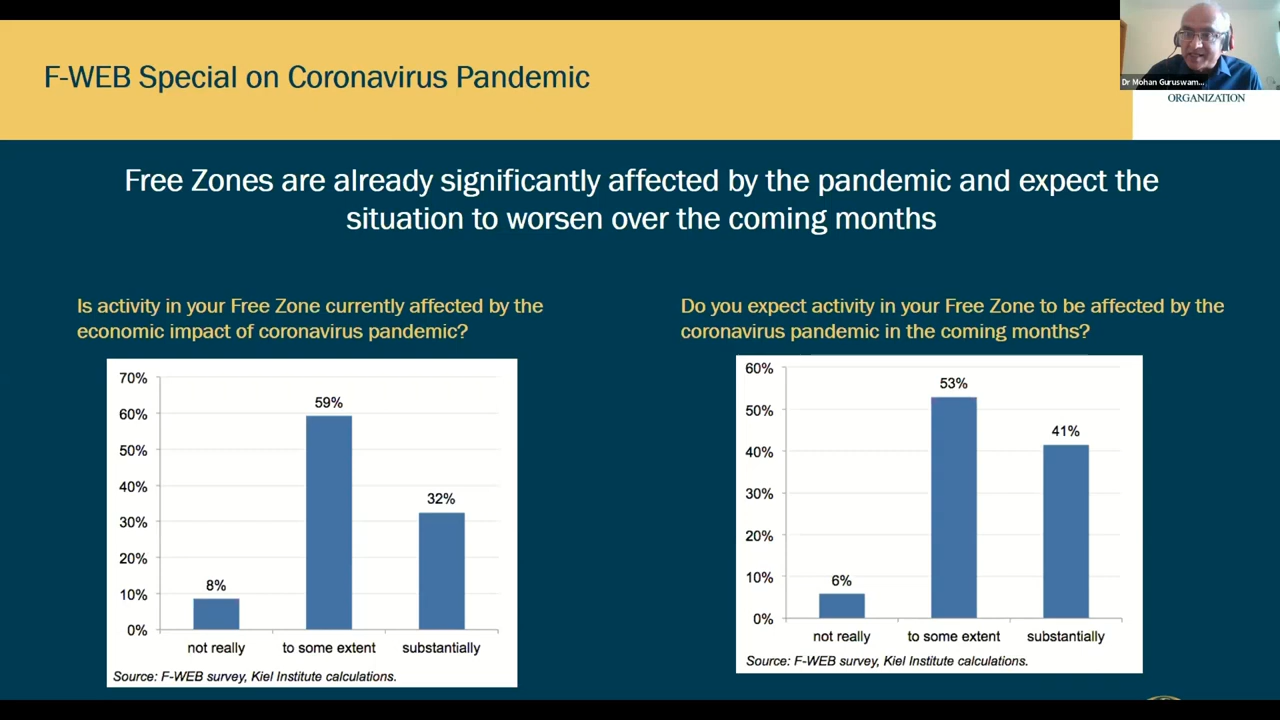 F-WEB Special on Coronavirus Pandemic
Dr Mohan Guruswam...
ORGANIZATION
Free Zones are already significantly affected by the pandemic and expect the
situation to worsen over the coming months
Is activity in your Free Zone currently affected by the
economic impact of coronavirus pandemic?
70%
60%
50%
40%
30%
20%
10%
0%
8%
59%
32%
not really
to some extent
substantially
Source: F-WEB survey, Kiel Institute calculations.
Do you expect activity in your Free Zone to be affected by the
coronavirus pandemic in the coming months?
60%
50%
40%
30%
20%
10%
0%
6%
53%
41%
not really
to some extent
substantially
Source: F-WEB survey, Kiel Institute calculations.